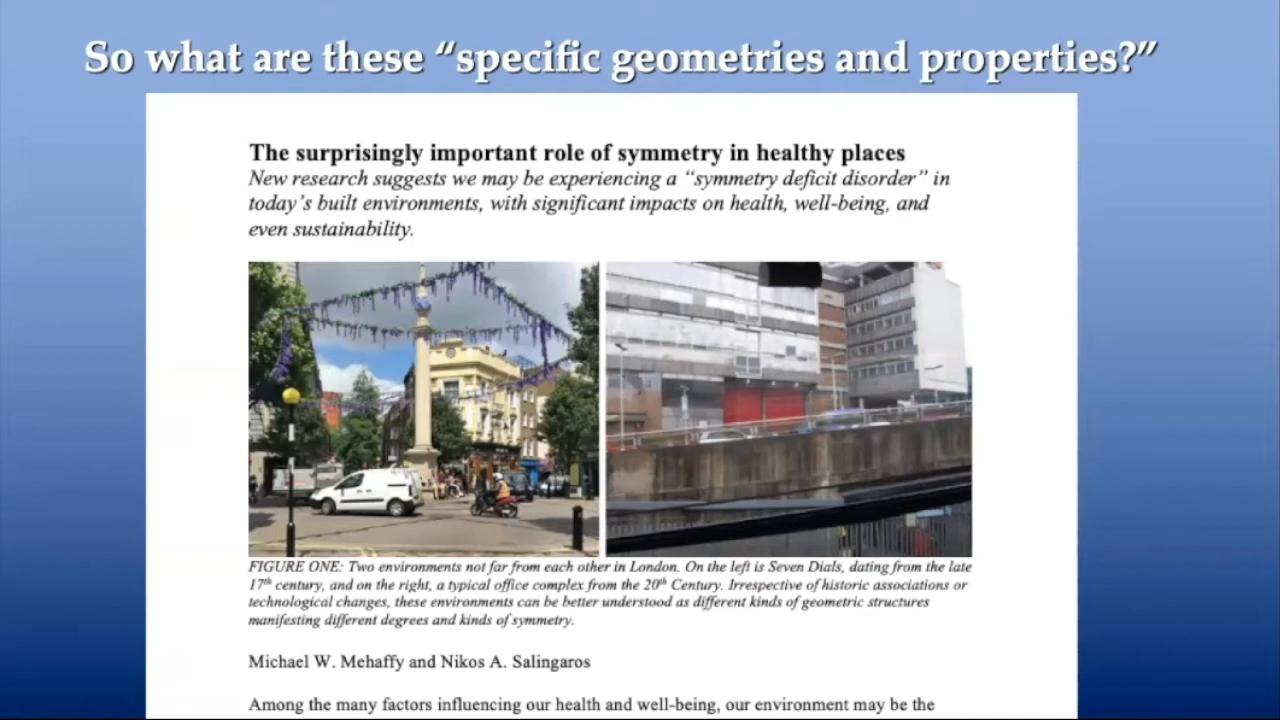 So what are these “specific geometries and properties?”
The surprisingly important role of symmetry in healthy places
New research suggests we may be experiencing a “symmetry deficit disorder” in
today’s built environments, with significant impacts on health, well-being, and
even sustainability.
FIGURE ONE: Two environments not far from each other in London. On the left is Seven Dials, dating from the late
17th century, and on the right, a typical office complex from the 20th Century. Irrespective of historic associations or
technological changes, these environments can be better understood as different kinds of geometric structures
manifesting different degrees and kinds of symmetry.
Michael W. Mehaffy and Nikos A. Salingaros
Among the many factors influencing our health and well-being, our environment may be the